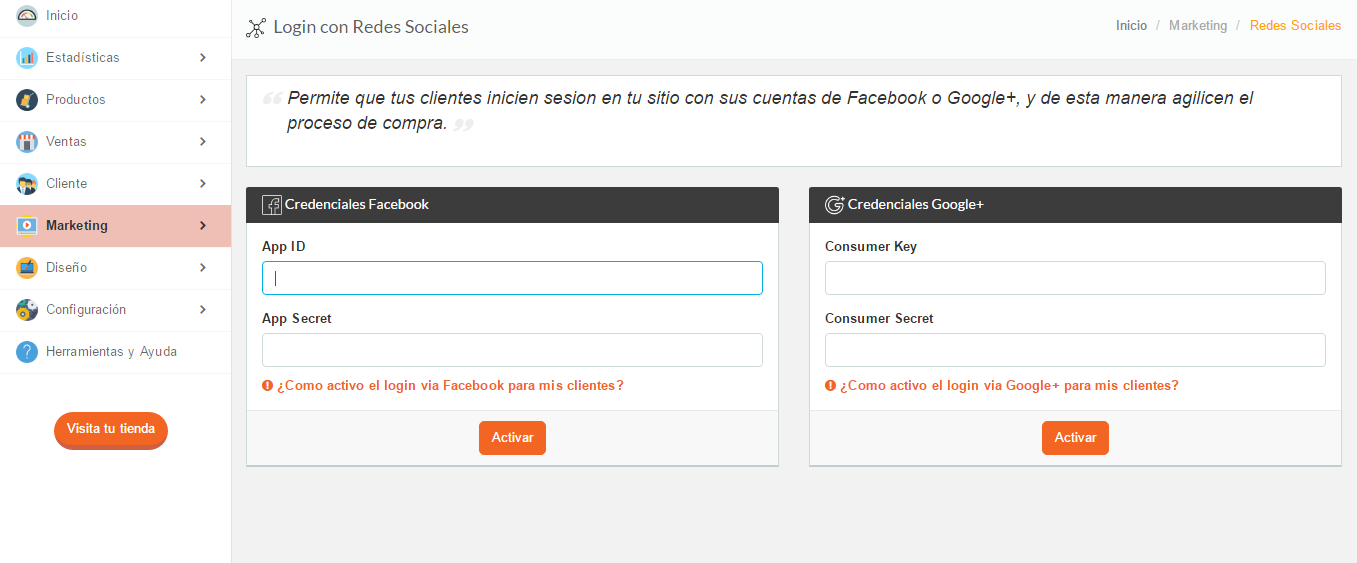 Inicio
Estadísticas
Productos
Ventas
Cliente
Marketing
Diseño
Configuración
Herramientas y Ayuda
Visita tu tienda
Login con Redes Sociales
Inicio / Marketing / Redes Sociales
“ Permite que tus clientes inicien sesion en tu sitio con sus cuentas de Facebook o Google+, y de esta manera agilicen el
proceso de compra. ”
Credenciales Facebook
App ID
App Secret
¿Como activo el login via Facebook para mis clientes?
Activar
Credenciales Google+
Consumer Key
Consumer Secret
¿Como activo el login via Google+ para mis clientes?
Activar